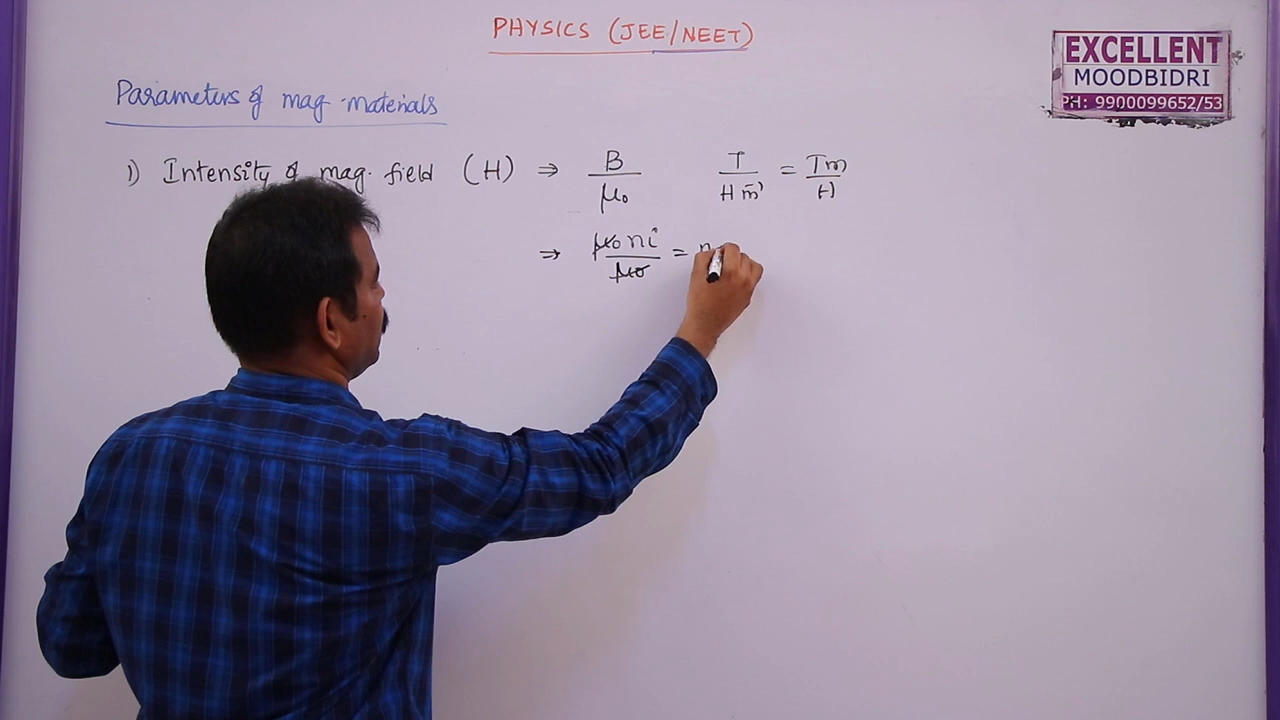 PHYSICS (JEE/NEET)
EXCELLENT
MOODBIDRI
PH: 9900099652/53
Parameters of mag. materials
1) Intensity of mag. field (H) ⇒ B/μ₀ T/H m⁻¹ = Tm/H
⇒ μ₀ni/μ₀ = n